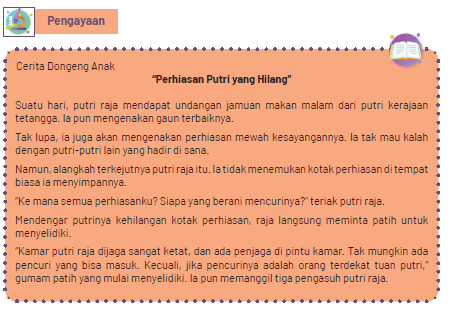 Pengayaan
Cerita Dongeng Anak
"Perhiasan Putri yang Hilang"
Suatu hari, putri raja mendapat undangan jamuan makan malam dari putri kerajaan
tetangga. Ia pun mengenakan gaun terbaiknya.
Tak lupa, ia juga akan mengenakan perhiasan mewah kesayangannya. Ia tak mau kalah
dengan putri-putri lain yang hadir di sana.
Namun, alangkah terkejutnya putri raja itu. Ia tidak menemukan kotak perhiasan di tempat
biasa ia menyimpannya.
"Ke mana semua perhiasanku? Siapa yang berani mencurinya?" teriak putri raja.
Mendengar putrinya kehilangan kotak perhiasan, raja langsung meminta patih untuk
menyelidiki.
"Kamar putri raja dijaga sangat ketat, dan ada penjaga di pintu kamar. Tak mungkin ada
pencuri yang bisa masuk. Kecuali, jika pencurinya adalah orang terdekat tuan putri,"
gumam patih yang mulai menyelidiki. Ia pun memanggil tiga pengasuh putri raja.